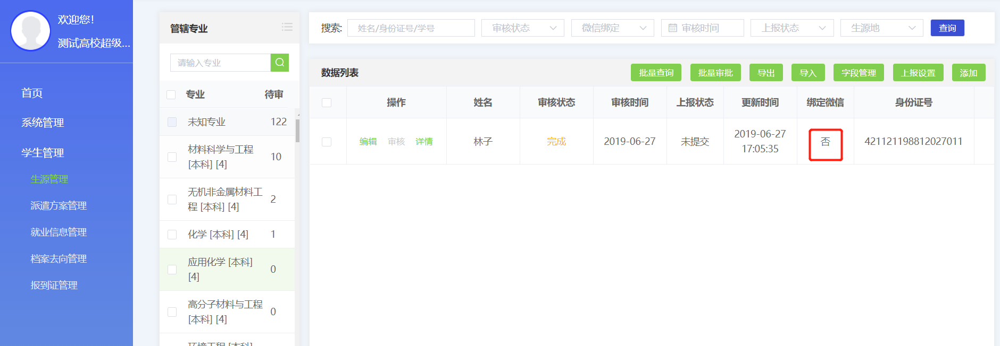 欢迎您!
测试高校超级...
首页
系统管理
学生管理
生源管理
派遣方案管理
就业信息管理
档案去向管理
报到证管理
管辖专业
请输入专业
专业 待审
未知专业 122
材料科学与工程
[本科] [4] 10
无机非金属材料工
程 [本科] [4] 2
化学 [本科] [4] 1
应用化学 [本科]
[4] 0
高分子材料与工程
[本科] [4] 0
环境工程 [本科]
搜索: 姓名/身份证号/学号 审核状态 微信绑定 审核时间 上报状态 生源地 查询
数据列表 批量查询 批量审批 导出 导入 字段管理 上报设置 添加
操作 姓名 审核状态 审核时间 上报状态 更新时间 绑定微信 身份证号
编辑 审核 详情 林子 完成 2019-06-27 未提交 2019-06-27
17:05:35 否 421121198812027011